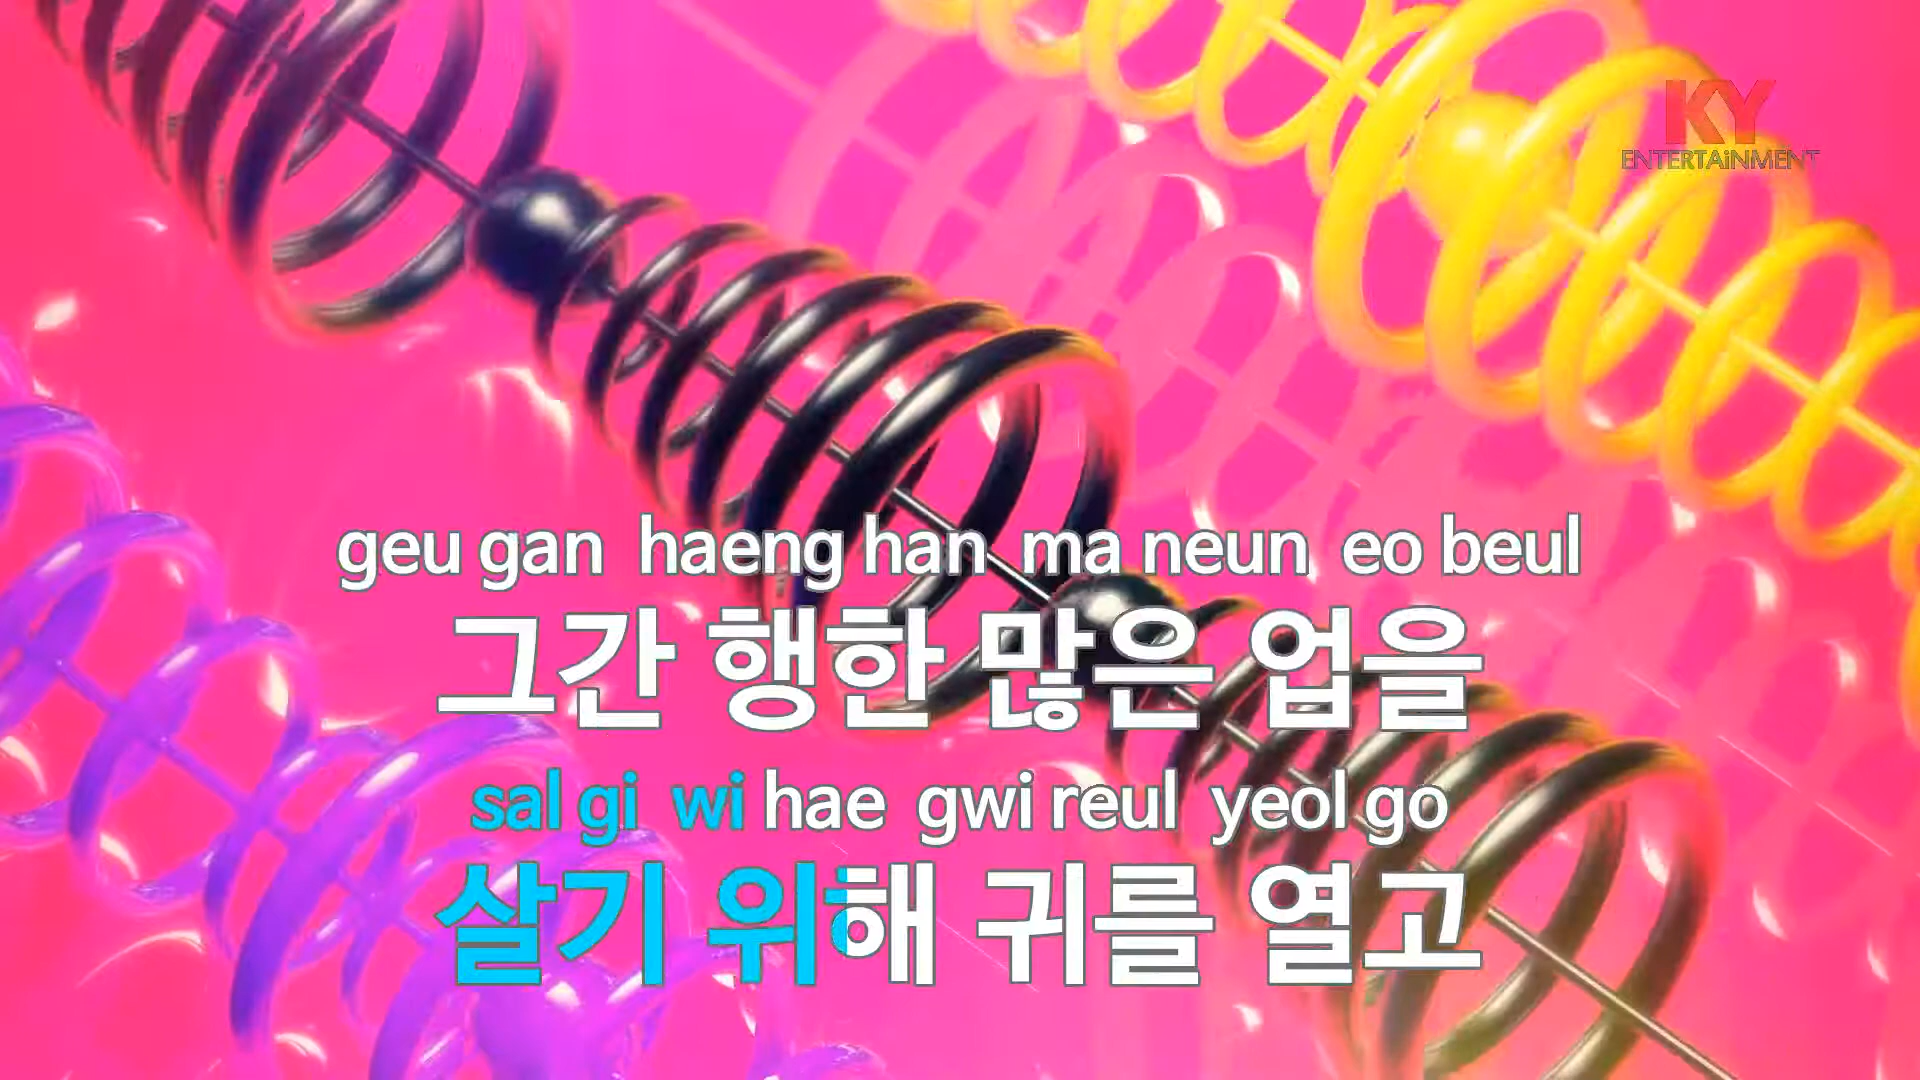 KY
ENTERTAiNMENT
geu gan haeng han ma neun eo beul
그간 행한 많은 업을
sal gi wi hae gwi reul yeol go
살기 위해 귀를 열고